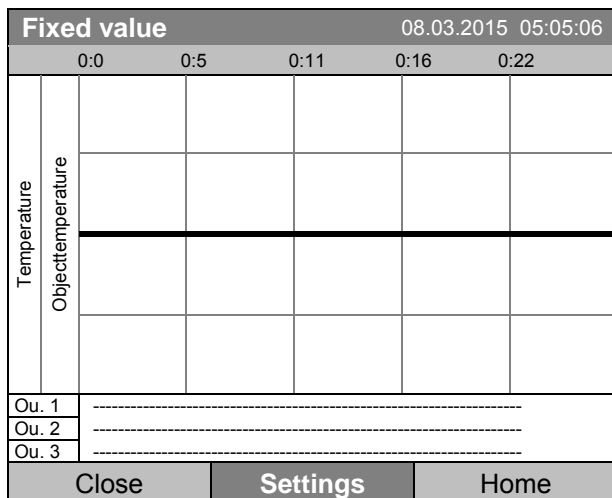 Fixed value 08.03.2015 05:05:06
0:0 0:5 0:11 0:16 0:22
Temperature
Objecttemperature
Ou. 1
Ou. 2
Ou. 3
Close Settings Home